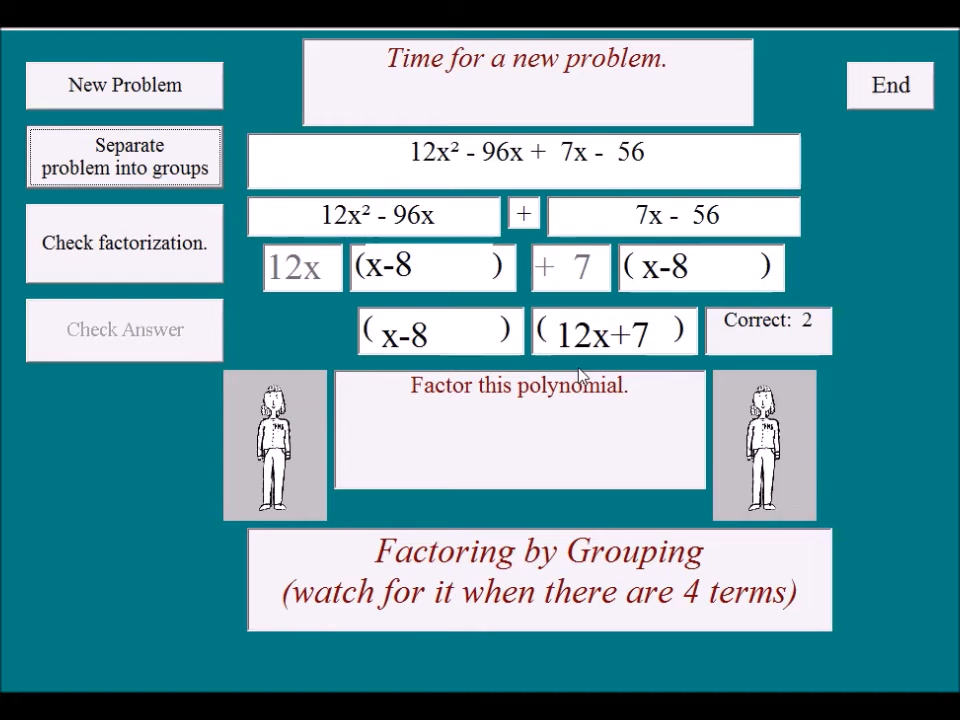 Time for a new problem.
New Problem
End
Separate
problem into groups
12x² - 96x + 7x - 56
12x² - 96x
+
7x - 56
Check factorization.
12x
(x-8 )
+ 7
( x-8 )
Check Answer
( x-8 )
( 12x+7 )
Correct: 2
Factor this polynomial.
Factoring by Grouping
(watch for it when there are 4 terms)